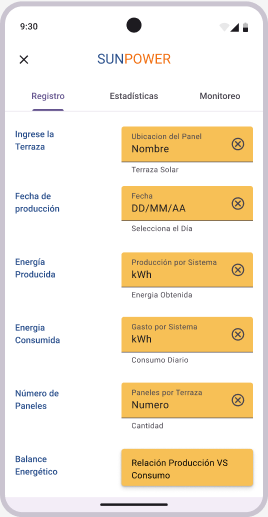 9:30
SUNPOWER
Registro Estadísticas Monitoreo
Ingrese la
Terraza
Ubicacion del Panel
Nombre
Terraza Solar
Fecha de
producción
Fecha
DD/MM/AA
Selecciona el Día
Energía
Producida
Producción por Sistema
kWh
Energia Obtenida
Energia
Consumida
Gasto por Sistema
kWh
Consumo Diario
Número de
Paneles
Paneles por Terraza
Numero
Cantidad
Balance
Energético
Relación Producción VS
Consumo